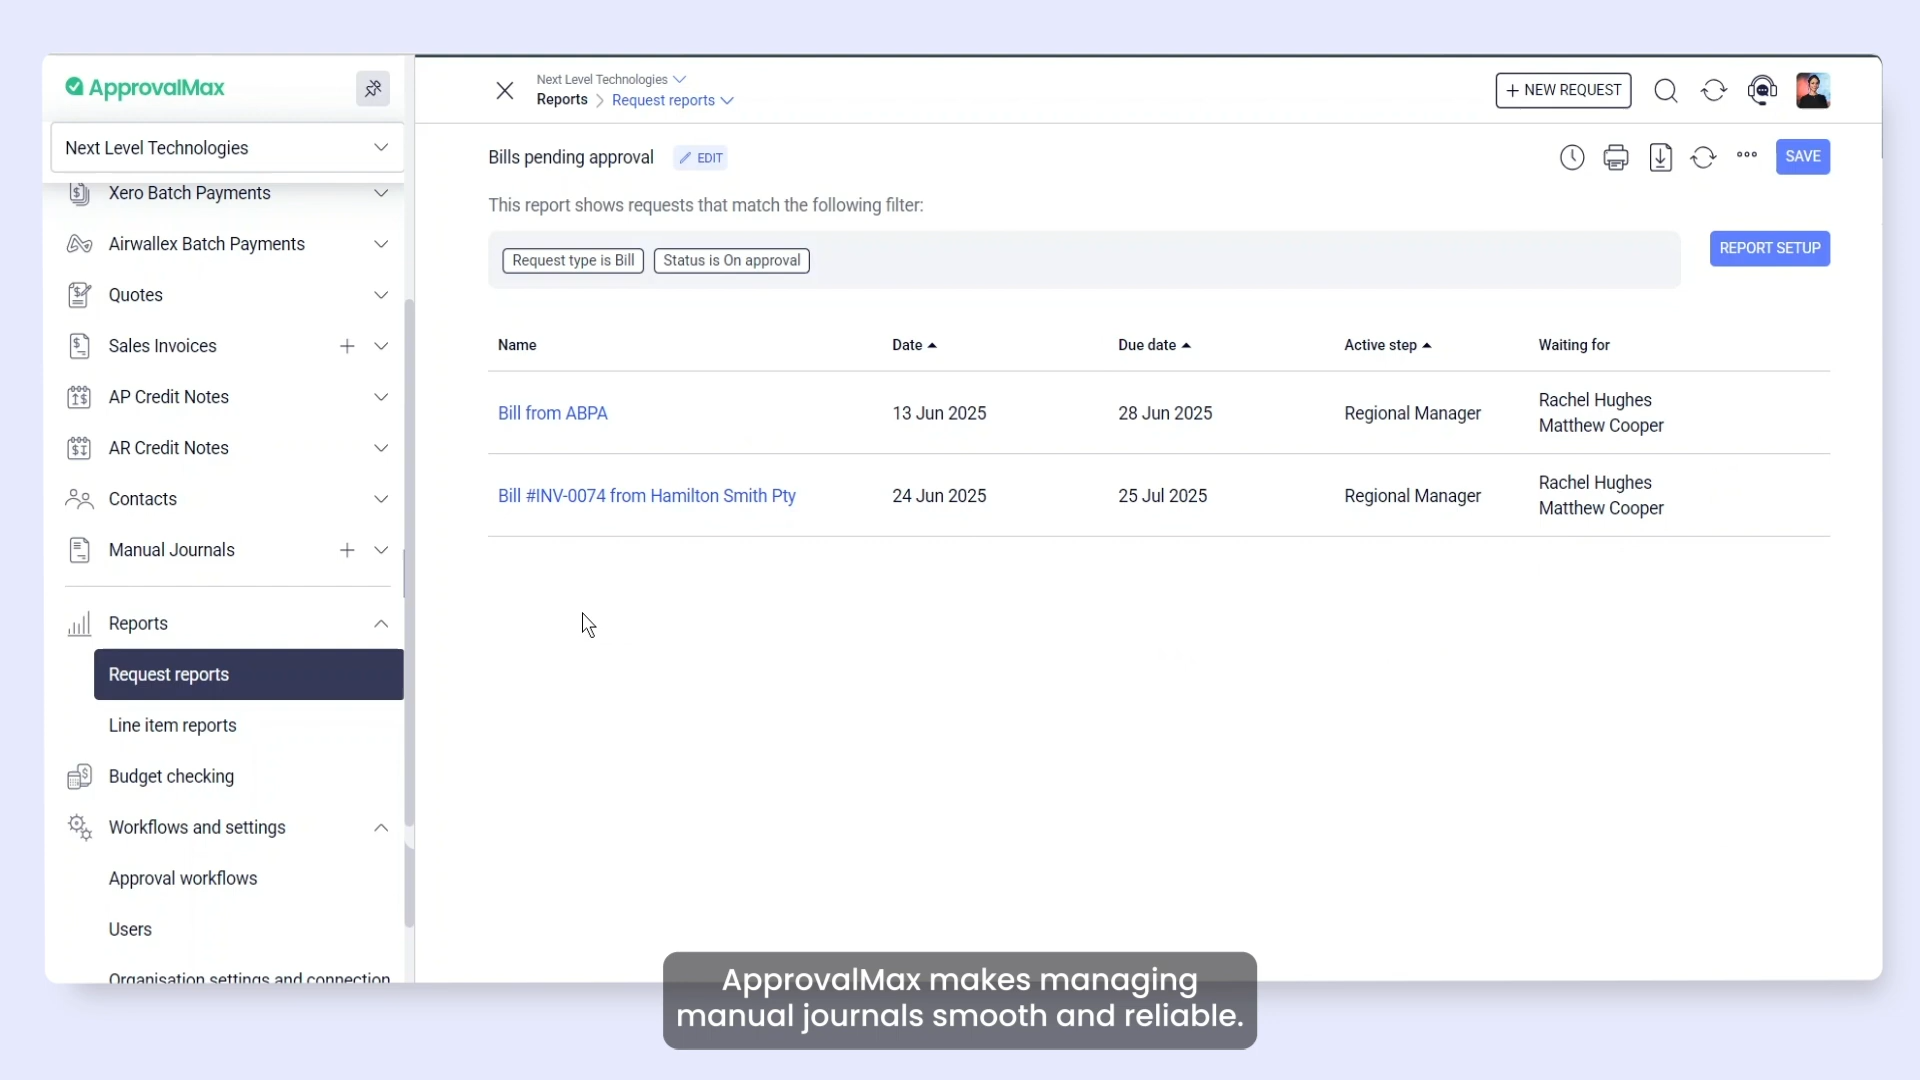 ApprovalMax
Next Level Technologies
Xero Batch Payments
Airwallex Batch Payments
Quotes
Sales Invoices
AP Credit Notes
AR Credit Notes
Contacts
Manual Journals
Reports
Request reports
Line item reports
Budget checking
Workflows and settings
Approval workflows
Users
Organisation settings and connection
Next Level Technologies
Reports Request reports
+ NEW REQUEST
Bills pending approval EDIT
SAVE
This report shows requests that match the following filter:
Request type is Bill Status is On approval
REPORT SETUP
Name Date Due date Active step Waiting for
Bill from ABPA 13 Jun 2025 28 Jun 2025 Regional Manager Rachel Hughes
Matthew Cooper
Bill #INV-0074 from Hamilton Smith Pty 24 Jun 2025 25 Jul 2025 Regional Manager Rachel Hughes
Matthew Cooper
ApprovalMax makes managing
manual journals smooth and reliable.